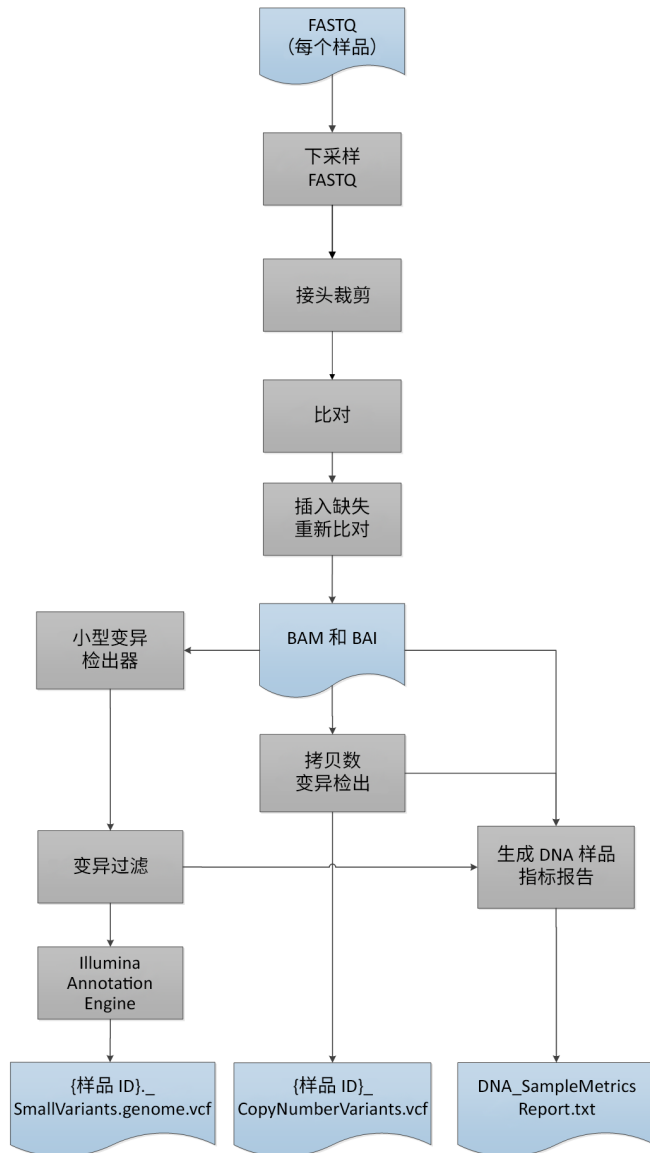 FASTQ
（每个样品）
下采样
FASTQ
接头裁剪
比对
插入缺失
重新比对
BAM 和 BAI
小型变异
检出器
拷贝数
变异检出
变异过滤
生成 DNA 样品
指标报告
Illumina
Annotation
Engine
{样品 ID}._
SmallVariants.genome.vcf
{样品 ID}_
CopyNumberVariants.vcf
DNA_SampleMetrics
Report.txt